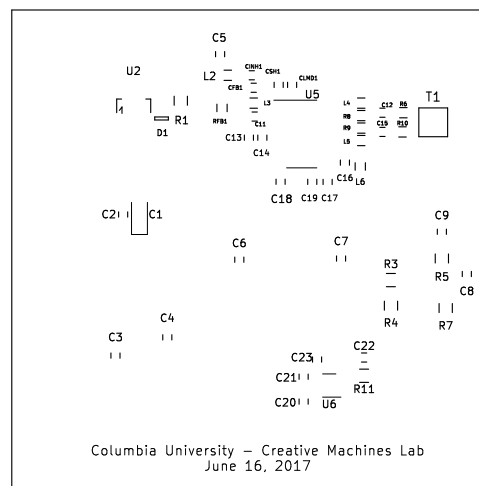 C5
U2
L2
CINH1
CSH1
CLMD1
CFB1
U5
L3
L4
C12
R6
T1
1
R1
RFB1
R8
D1
C11
R9
C15
R10
C13
C14
L5
C16
L6
C18
C19
C17
C2
C1
C9
C6
C7
R3
R5
C8
C4
R4
R7
C3
C22
C23
C21
R11
C20
U6
Columbia University – Creative Machines Lab
June 16, 2017